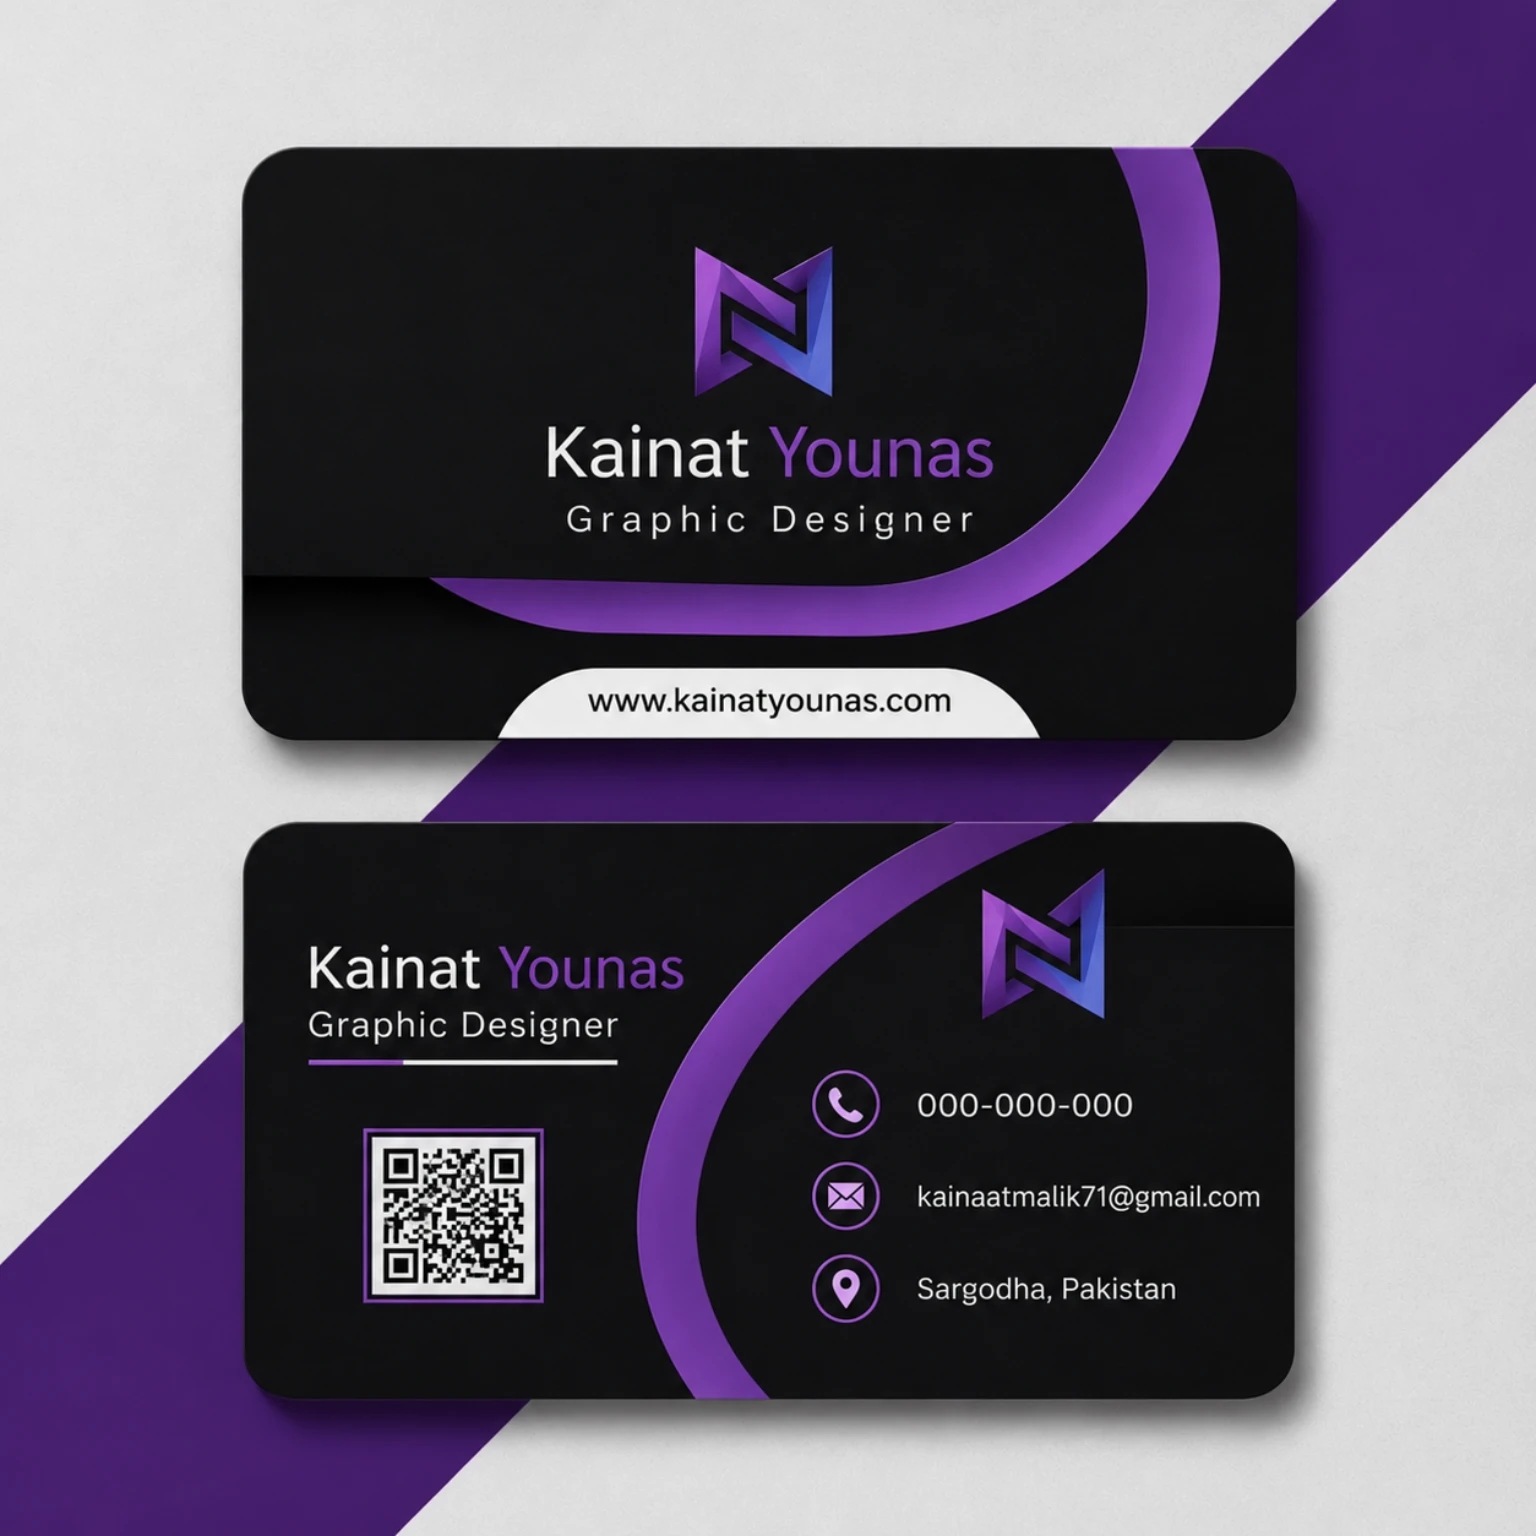 Kainat Younas
Graphic Designer
www.kainatyounas.com
Kainat Younas
Graphic Designer
000-000-000
kainaatmalik71@gmail.com
Sargodha, Pakistan